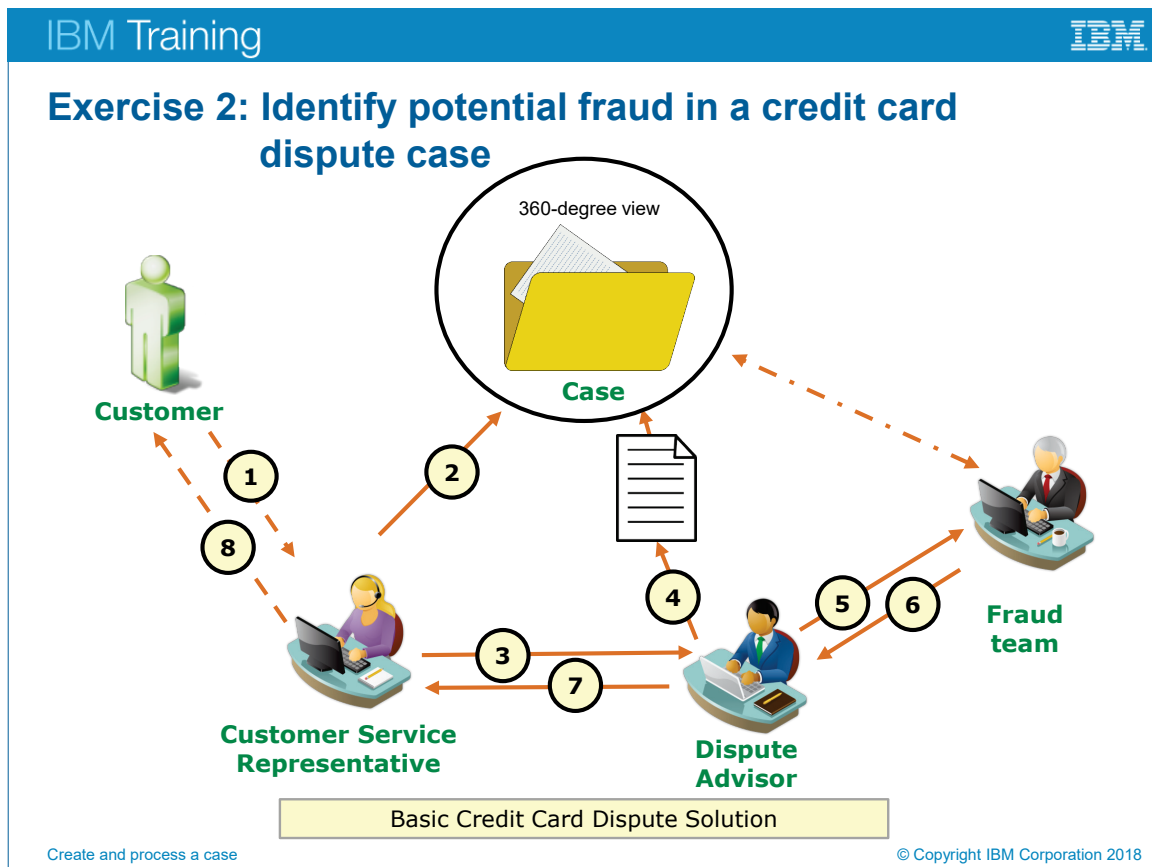 IBM Training
IBM
Exercise 2: Identify potential fraud in a credit card
dispute case
360-degree view
Case
Customer
1
2
8
4
5
6
3
7
Fraud
team
Customer Service
Representative
Dispute
Advisor
Basic Credit Card Dispute Solution
Create and process a case
© Copyright IBM Corporation 2018